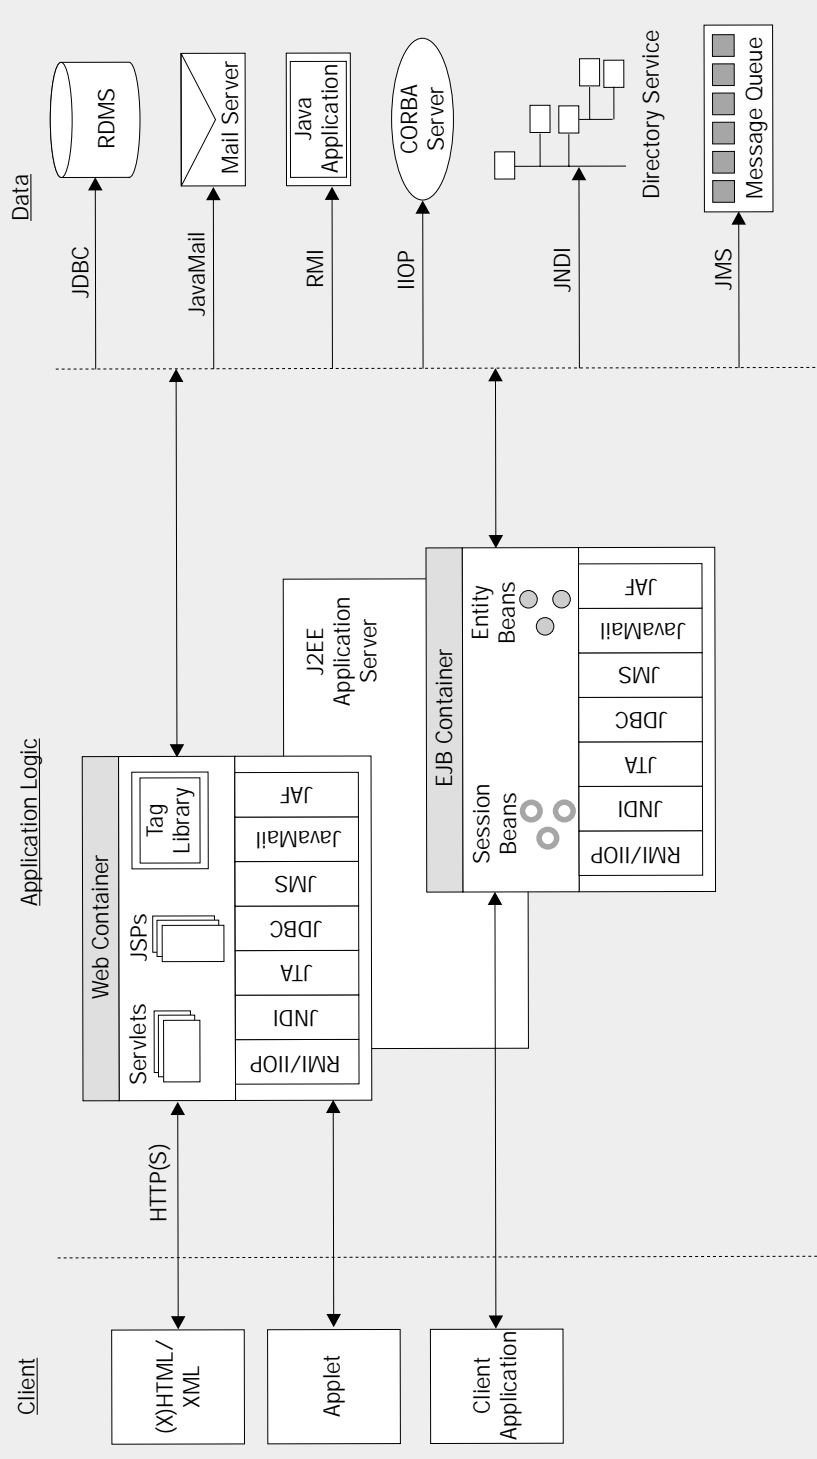 Client
(X)HTML/
XML
Applet
Client
Application
HTTP(S)
Application Logic
Web Container
Servlets
JSPs
Tag
Library
RMI/IIOP
JNDI
JTA
JDBC
JMS
JavaMail
JAF
J2EE
Application
Server
EJB Container
Session
Beans
Entity
Beans
RMI/IIOP
JNDI
JTA
JDBC
JMS
JavaMail
JAF
Data
JDBC
RDMS
JavaMail
Mail Server
RMI
Java
Application
IIOP
CORBA
Server
JNDI
Directory Service
JMS
Message Queue